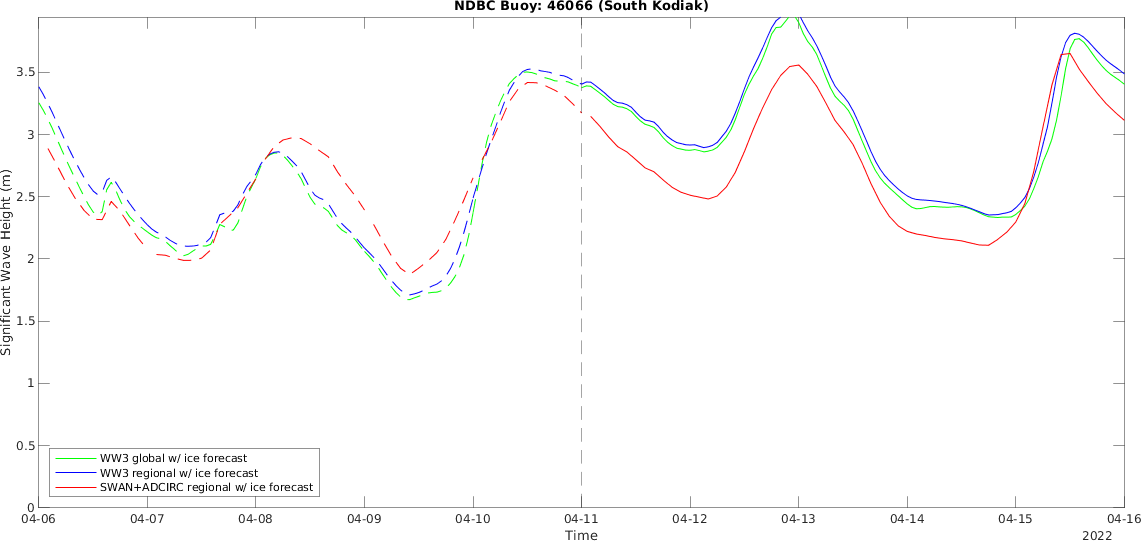 NDBC Buoy: 46066 (South Kodiak)
Significant Wave Height (m)
3.5
3
2.5
2
1.5
1
0.5
0
WW3 global w/ ice forecast
WW3 regional w/ ice forecast
SWAN+ADCIRC regional w/ ice forecast
04-06 04-07 04-08 04-09 04-10 04-11 04-12 04-13 04-14 04-15 04-16
Time
2022